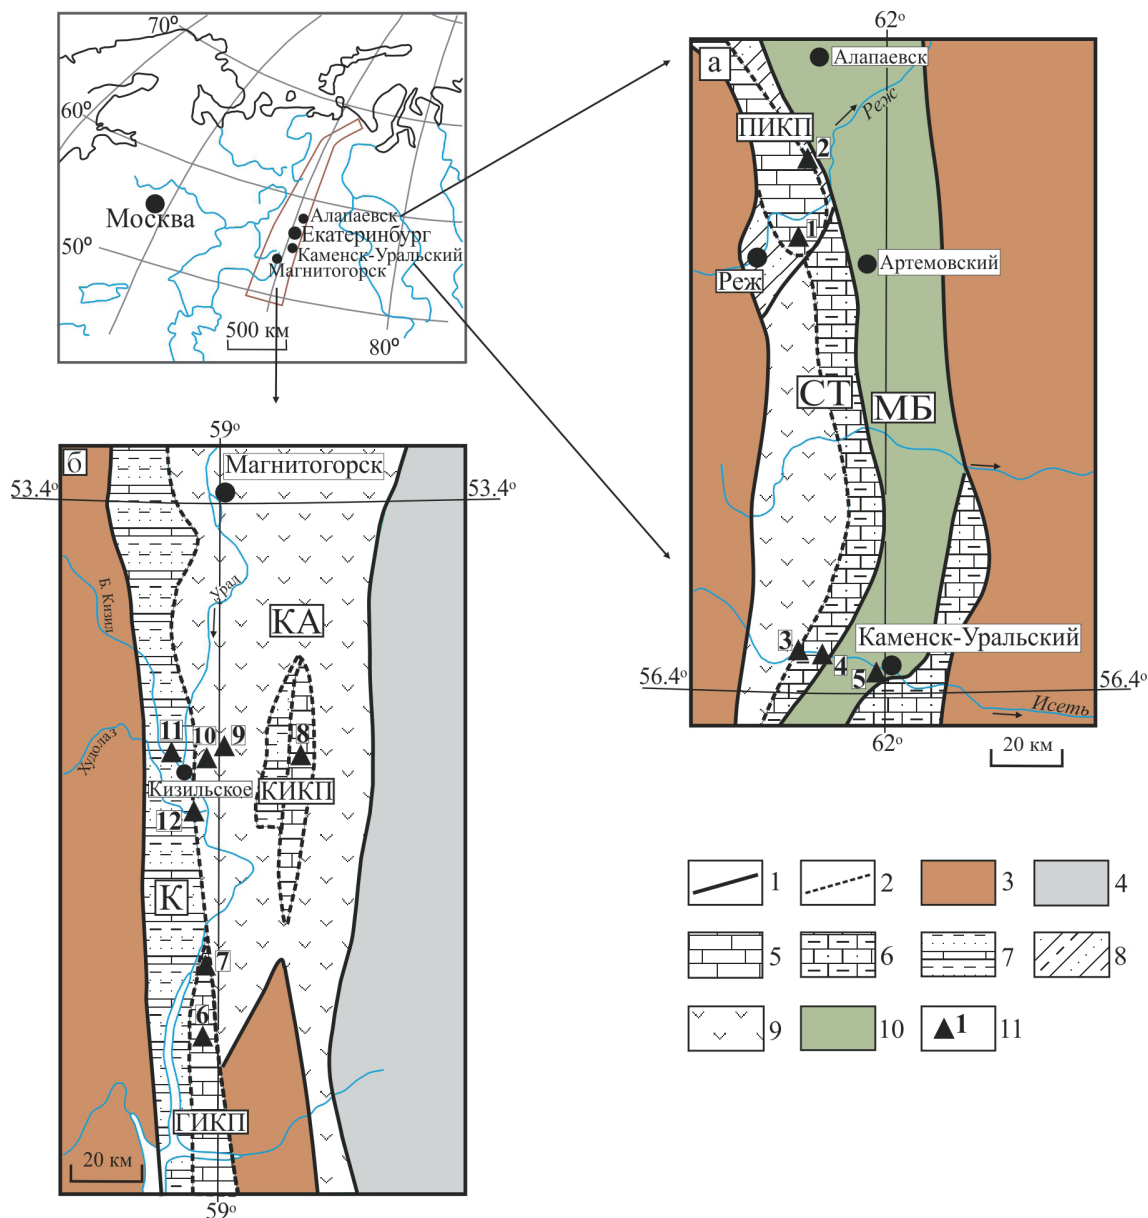 70°
60°
50°
80°
Москва
Алапаевск
Екатеринбург
Каменск-Уральский
Магнитогорск
500 км
62°
а
Алапаевск
Реж
ПИКП
2
1
Реж
Артемовский
СТ
МБ
3
4
5
Каменск-Уральский
56.4°
56.4°
Исеть
62°
20 км
59°
б
Магнитогорск
53.4°
53.4°
Б. Кизил
Урал
КА
Худолаз
11
10
9
8
Кизильское
КИКП
12
К
7
6
ГИКП
20 км
59°
1
2
3
4
5
6
7
8
9
10
1
11